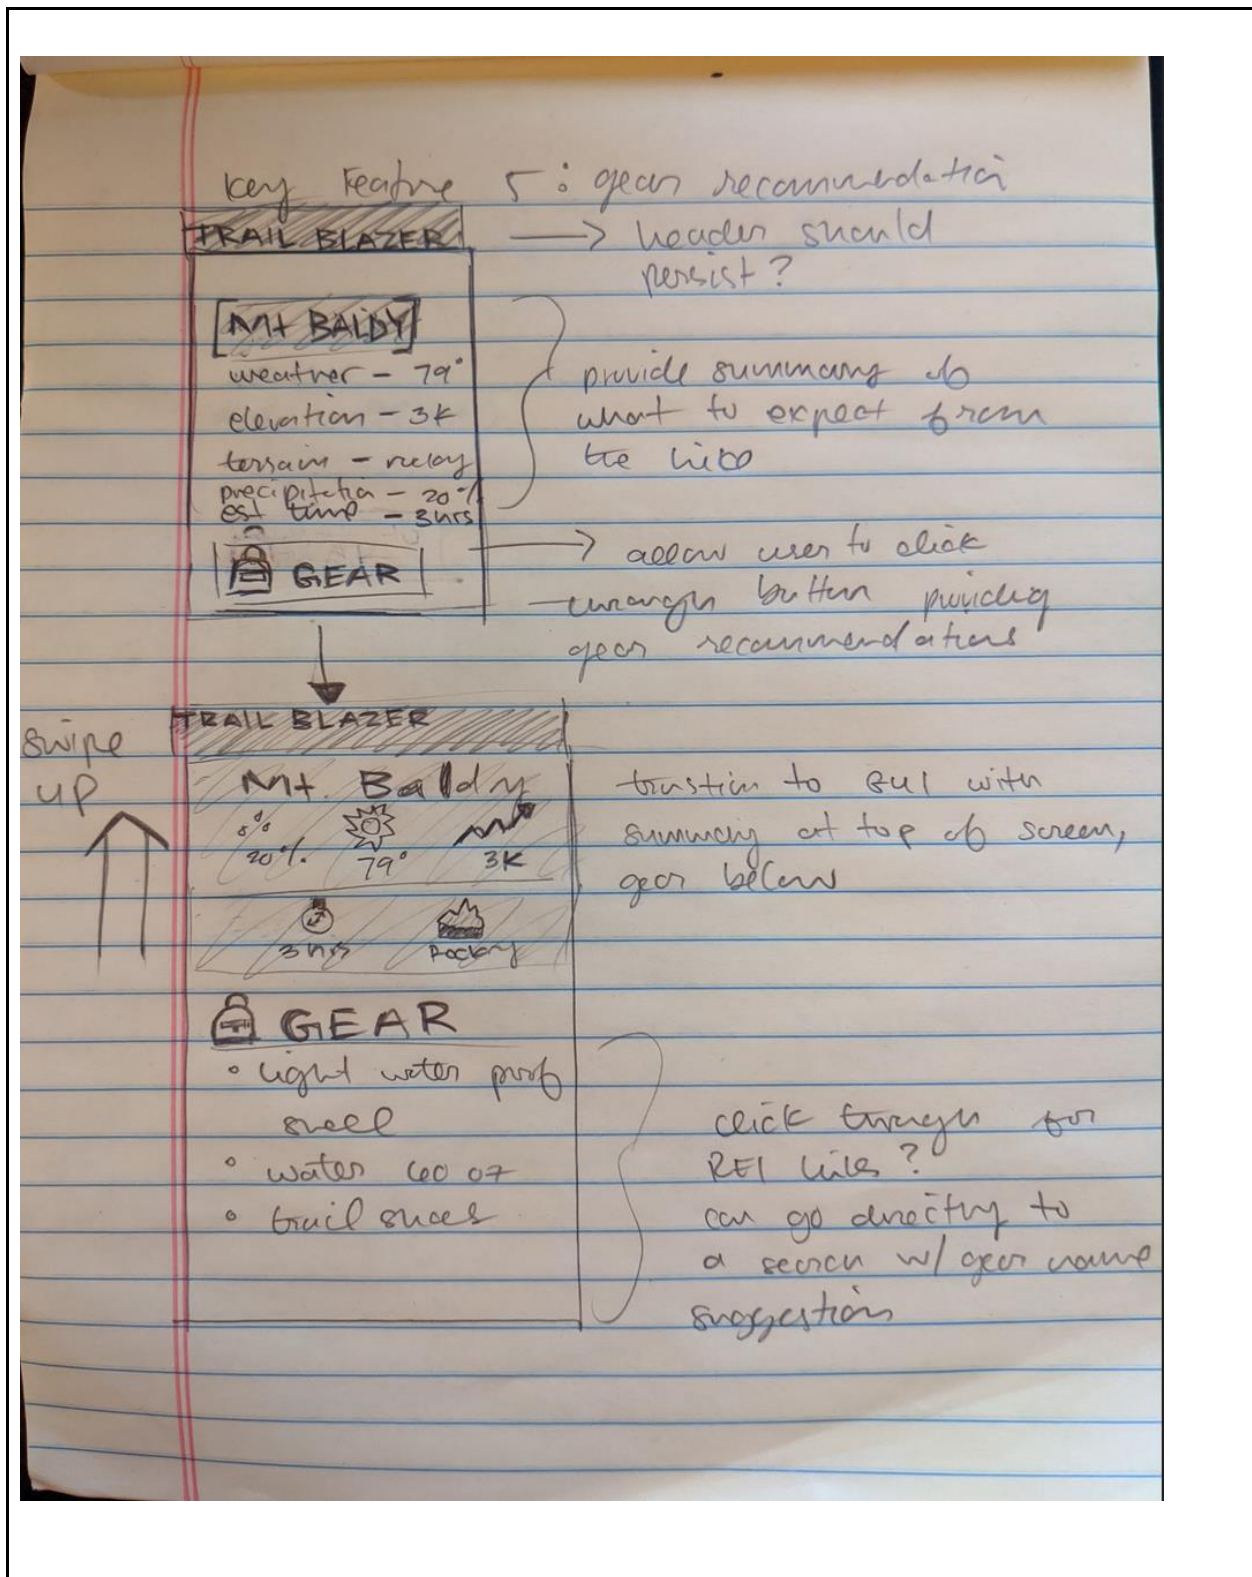 Key Feature 5: gear recommendation
TRAIL BLAZER
→ header should
persist?
Mt BALDY
weather - 79°
elevation - 3K
terrain - rocky
precipitation - 20%
est time - 3hrs
provide summary of
what to expect from
the hike
GEAR
→ allow user to click
through button providing
gear recommendations
swipe
up
TRAIL BLAZER
Mt. Baldy
20%. 79° 3K
3 hrs Rocky
to GUI with
summary at top of screen,
gear below
GEAR
• light water proof
shell
• water 60 oz
• trail shoes
click through for
REI links?
can go directly to
a search w/ gear name
suggestion